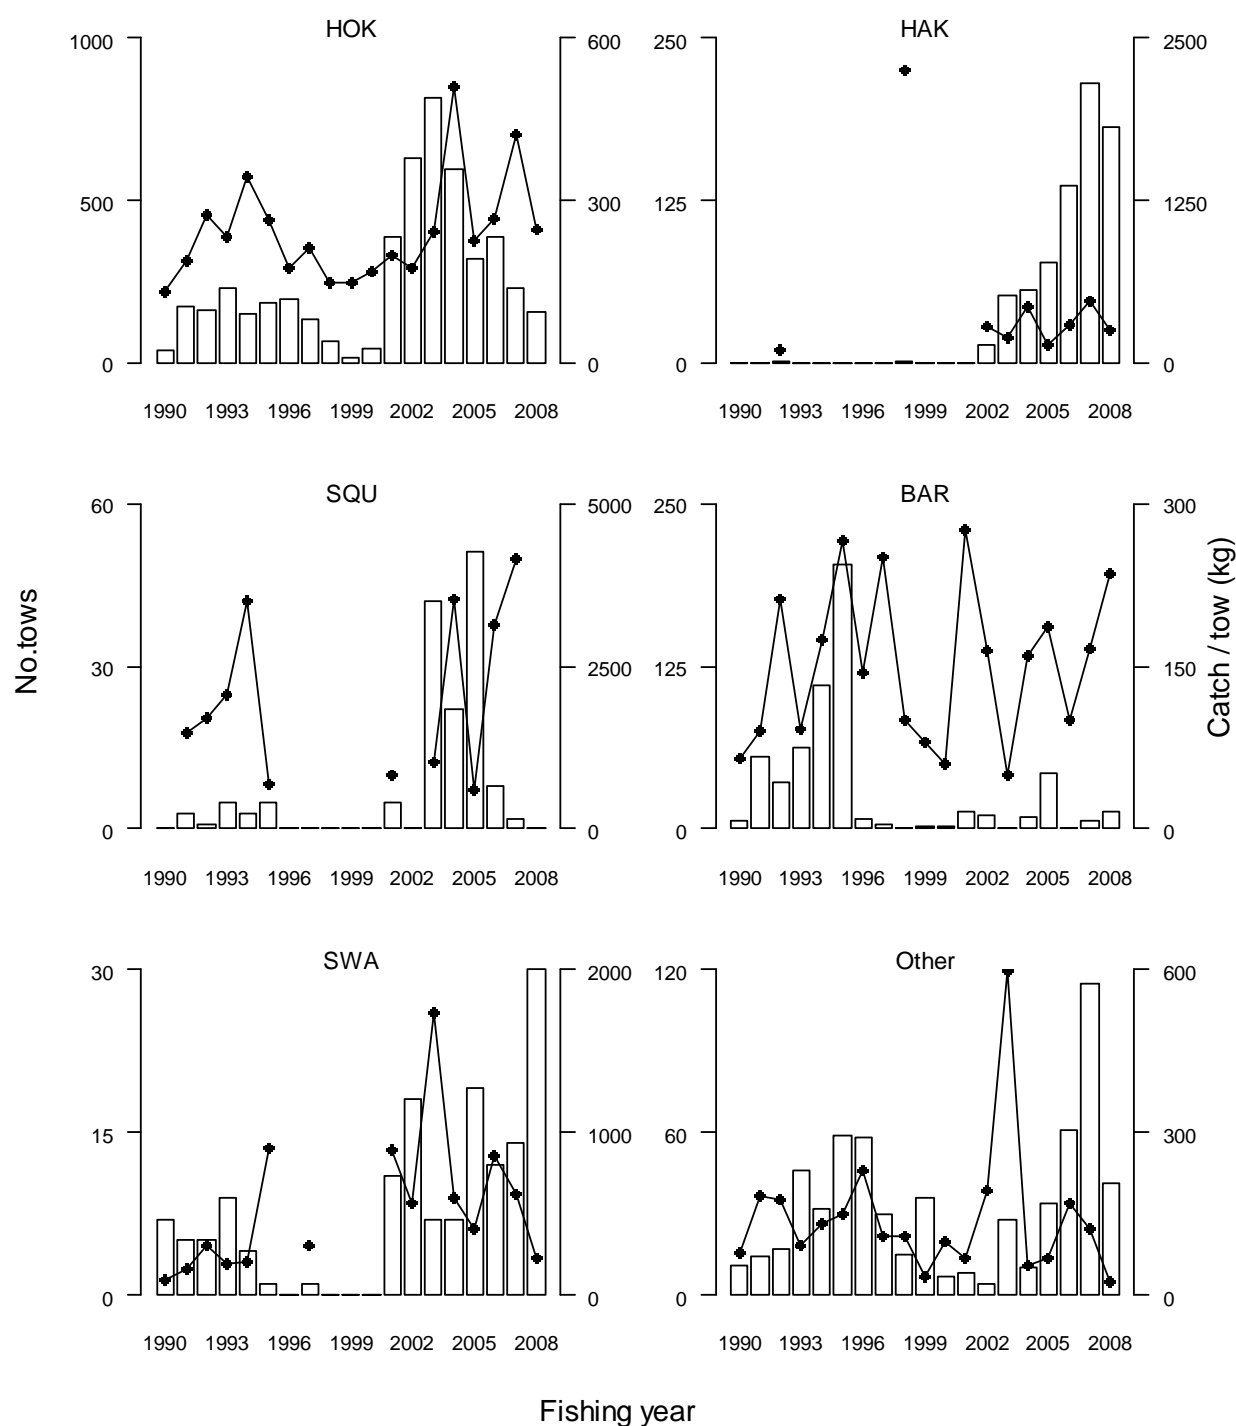 HOK HAK
1000 600 250 2500
500 300 125 1250
0 0 0 0
1990 1993 1996 1999 2002 2005 2008 1990 1993 1996 1999 2002 2005 2008
SQU BAR
60 5000 250 300
30 2500 125 150
0 0 0 0
1990 1993 1996 1999 2002 2005 2008 1990 1993 1996 1999 2002 2005 2008
No.tows
Catch / tow (kg)
SWA Other
30 2000 120 600
15 1000 60 300
0 0 0 0
1990 1993 1996 1999 2002 2005 2008 1990 1993 1996 1999 2002 2005 2008
Fishing year